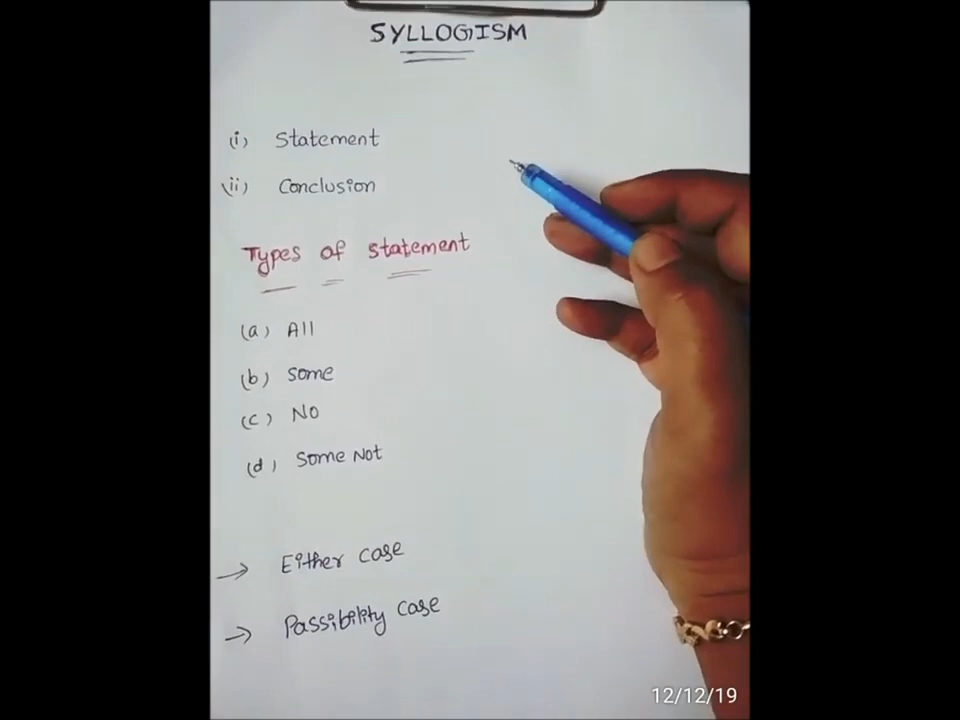 SYLLOGISM
(i) Statement
(ii) Conclusion
Types of statement
(a) All
(b) Some
(c) No
(d) Some Not
→ Either case
→ Passibility case
12/12/19